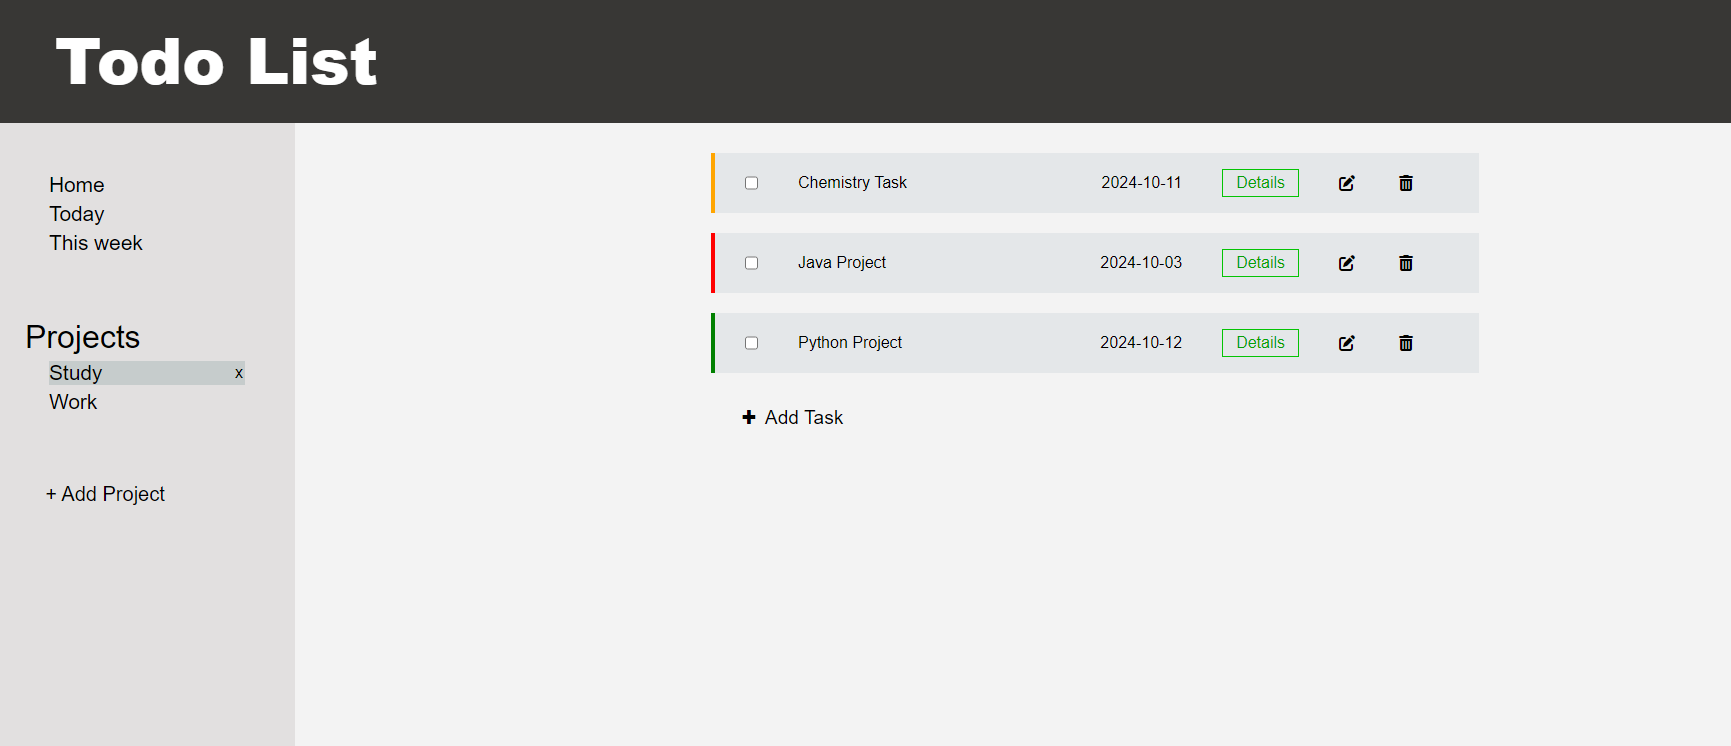 Todo List
Home
Today
This week
Projects
Study x
Work
+ Add Project
Chemistry Task 2024-10-11 Details
Java Project 2024-10-03 Details
Python Project 2024-10-12 Details
+ Add Task